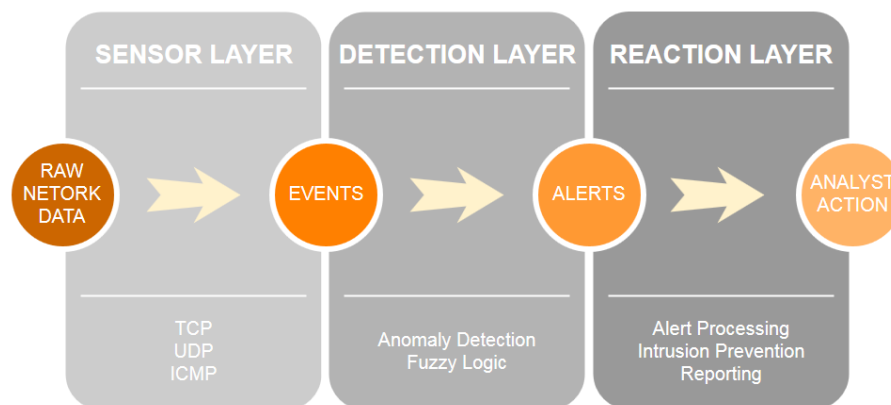 SENSOR LAYER
DETECTION LAYER
REACTION LAYER
RAW
NETORK
DATA
EVENTS
ALERTS
ANALYST
ACTION
TCP
UDP
ICMP
Anomaly Detection
Fuzzy Logic
Alert Processing
Intrusion Prevention
Reporting